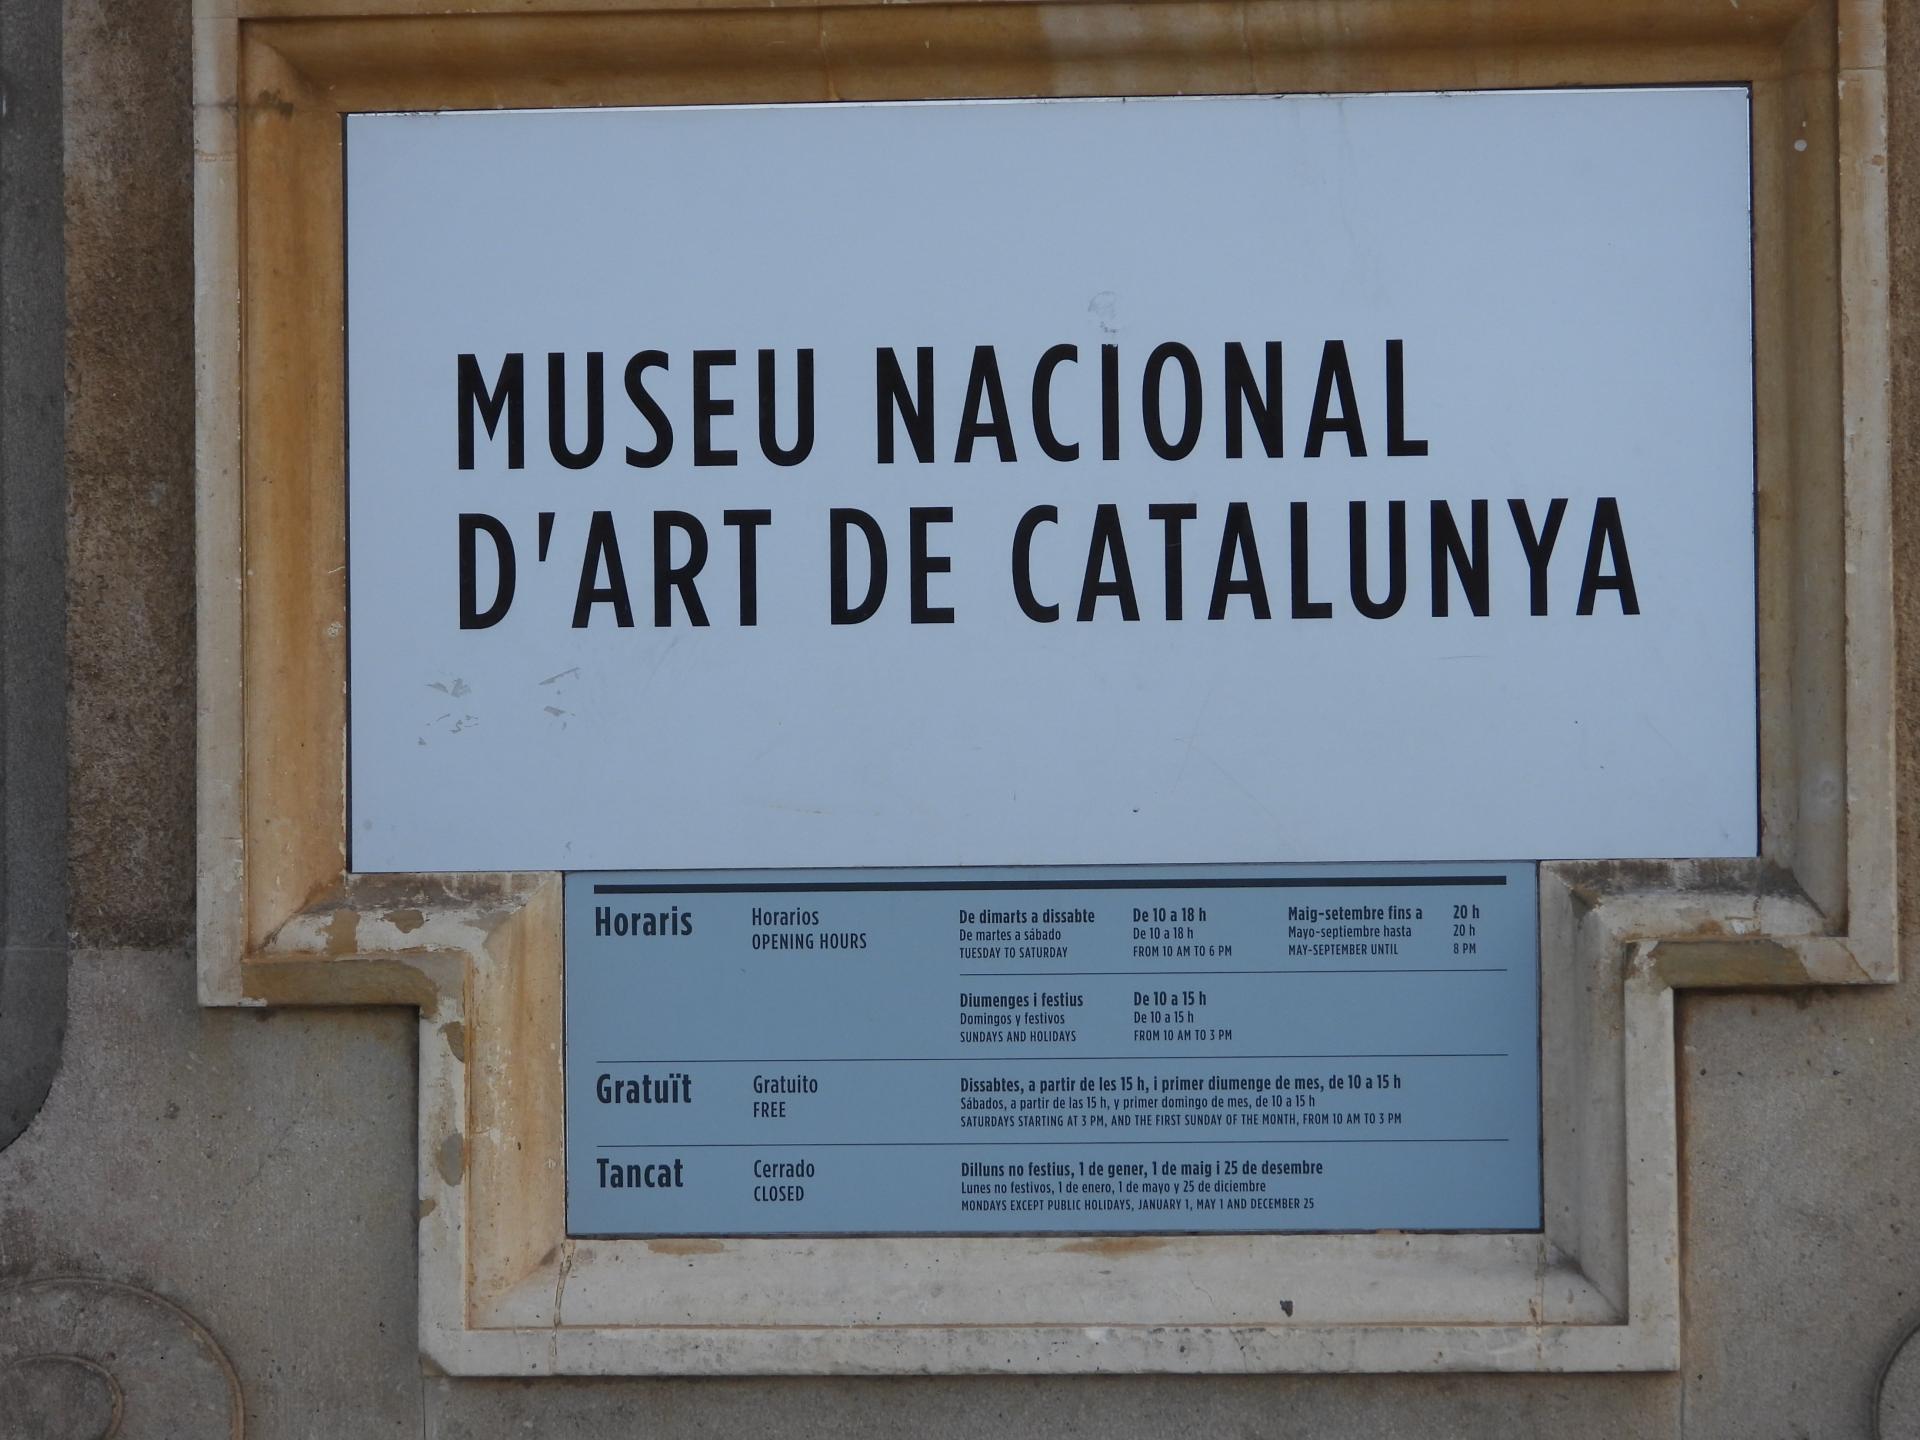 MUSEU NACIONAL
D'ART DE CATALUNYA
Horaris
Horarios
OPENING HOURS
De dimarts a dissabte
De martes a sábado
TUESDAY TO SATURDAY
De 10 a 18 h
De 10 a 18 h
FROM 10 AM TO 6 PM
Maig-setembre fins a
Mayo-septiembre hasta
MAY-SEPTEMBER UNTIL
20 h
20 h
8 PM
Diumenges i festius
Domingos y festivos
SUNDAYS AND HOLIDAYS
De 10 a 15 h
De 10 a 15 h
FROM 10 AM TO 3 PM
Gratuït
Gratuito
FREE
Dissabtes, a partir de les 15 h, i primer diumenge de mes, de 10 a 15 h
Sábados, a partir de las 15 h, y primer domingo de mes, de 10 a 15 h
SATURDAYS STARTING AT 3 PM, AND THE FIRST SUNDAY OF THE MONTH, FROM 10 AM TO 3 PM
Tancat
Cerrado
CLOSED
Dilluns no festius, 1 de gener, 1 de maig i 25 de desembre
Lunes no festivos, 1 de enero, 1 de mayo y 25 de diciembre
MONDAYS EXCEPT PUBLIC HOLIDAYS, JANUARY 1, MAY 1 AND DECEMBER 25